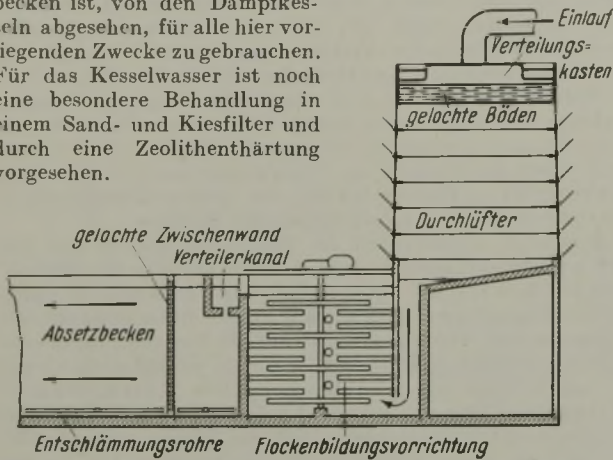 becken ist, von den Dampfkes-
seln abgesehen, für alle hier vor-
liegenden Zwecke zu gebrauchen.
Für das Kesselwasser ist noch
eine besondere Behandlung in
einem Sand- und Kiesfilter und
durch eine Zeolithenthärtung
vorgesehen.
Einlauf
Verteilungs=
kasten
gelochte Böden
Durchlüfter
gelochte Zwischenwand
Verteilerkanal
Absetzbecken
Entschlämmungsrohre
Flockenbildungsvorrichtung